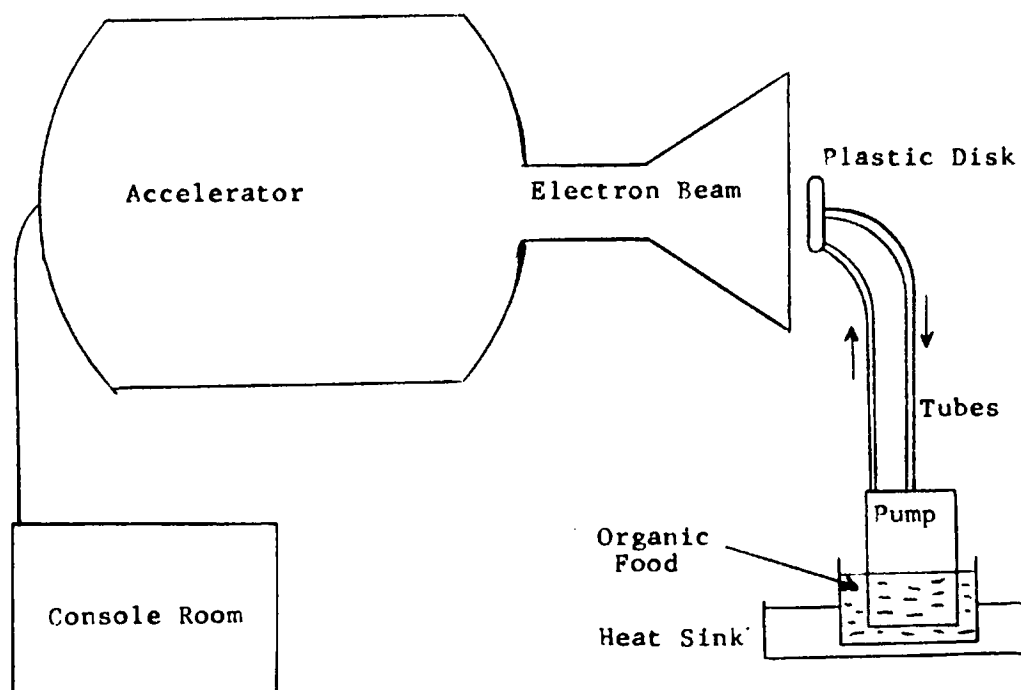 Accelerator
Electron Beam
Plastic Disk
Tubes
Pump
Organic
Food
Heat Sink
Console Room